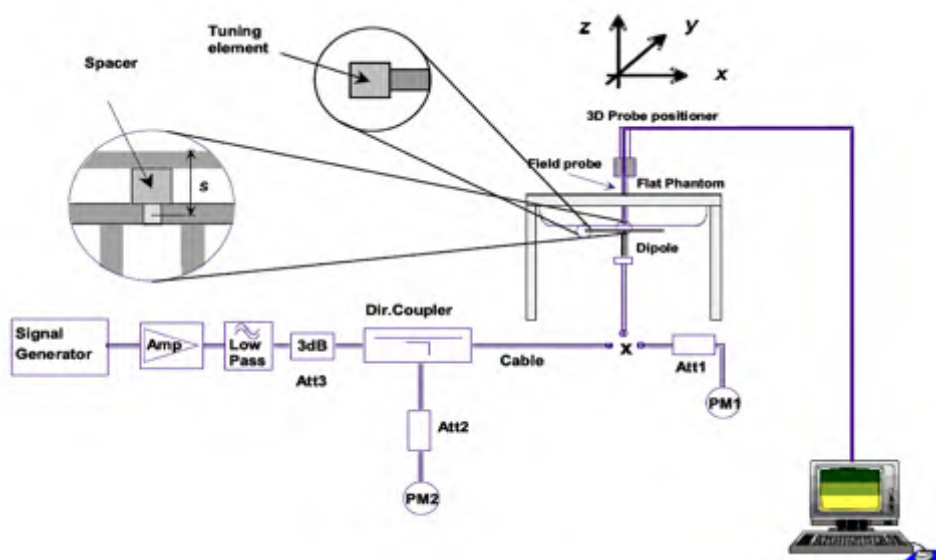 Tuning
element
Spacer
z
y
x
3D Probe positioner
Field probe
Flat Phantom
s
Dipole
Dir.Coupler
Signal
Generator
Amp
Low
Pass
3dB
Att3
Cable
x
Att1
PM1
Att2
PM2